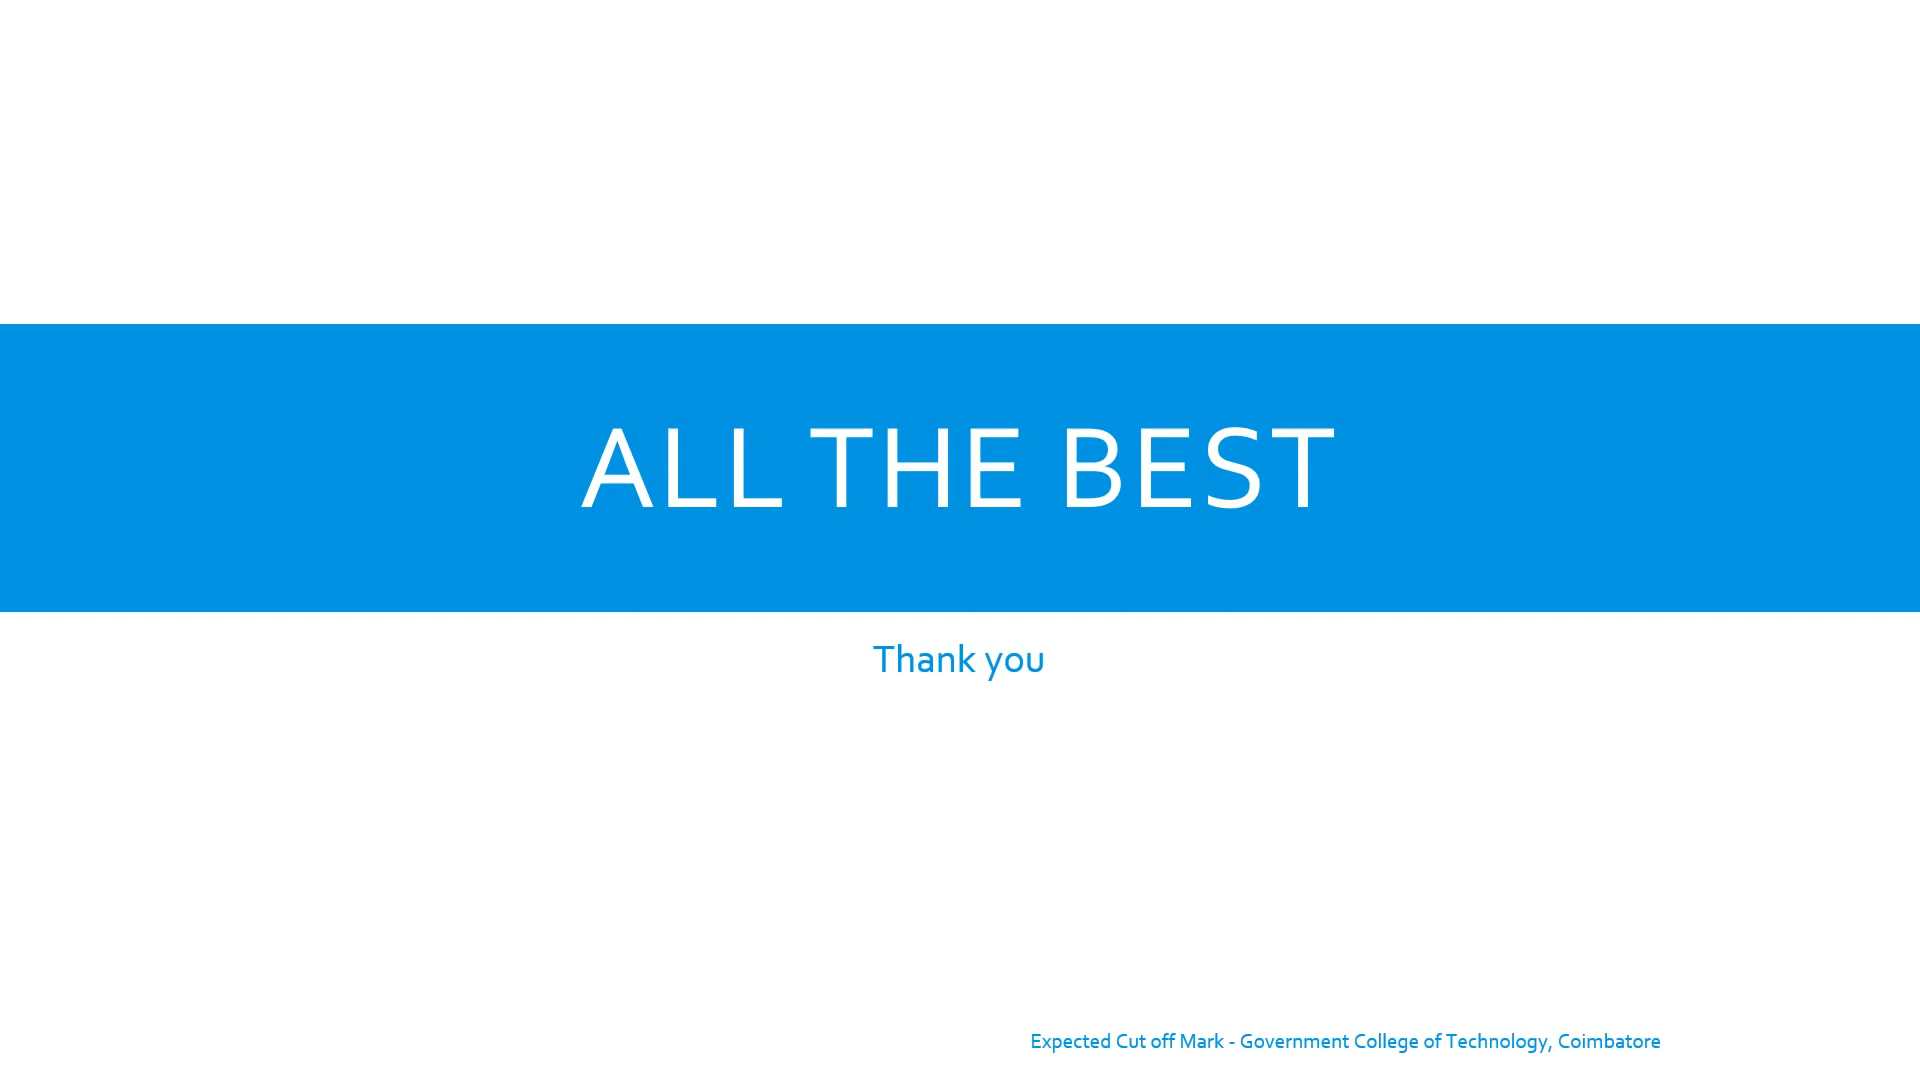 ALL THE BEST
Thank you
Expected Cut off Mark - Government College of Technology, Coimbatore